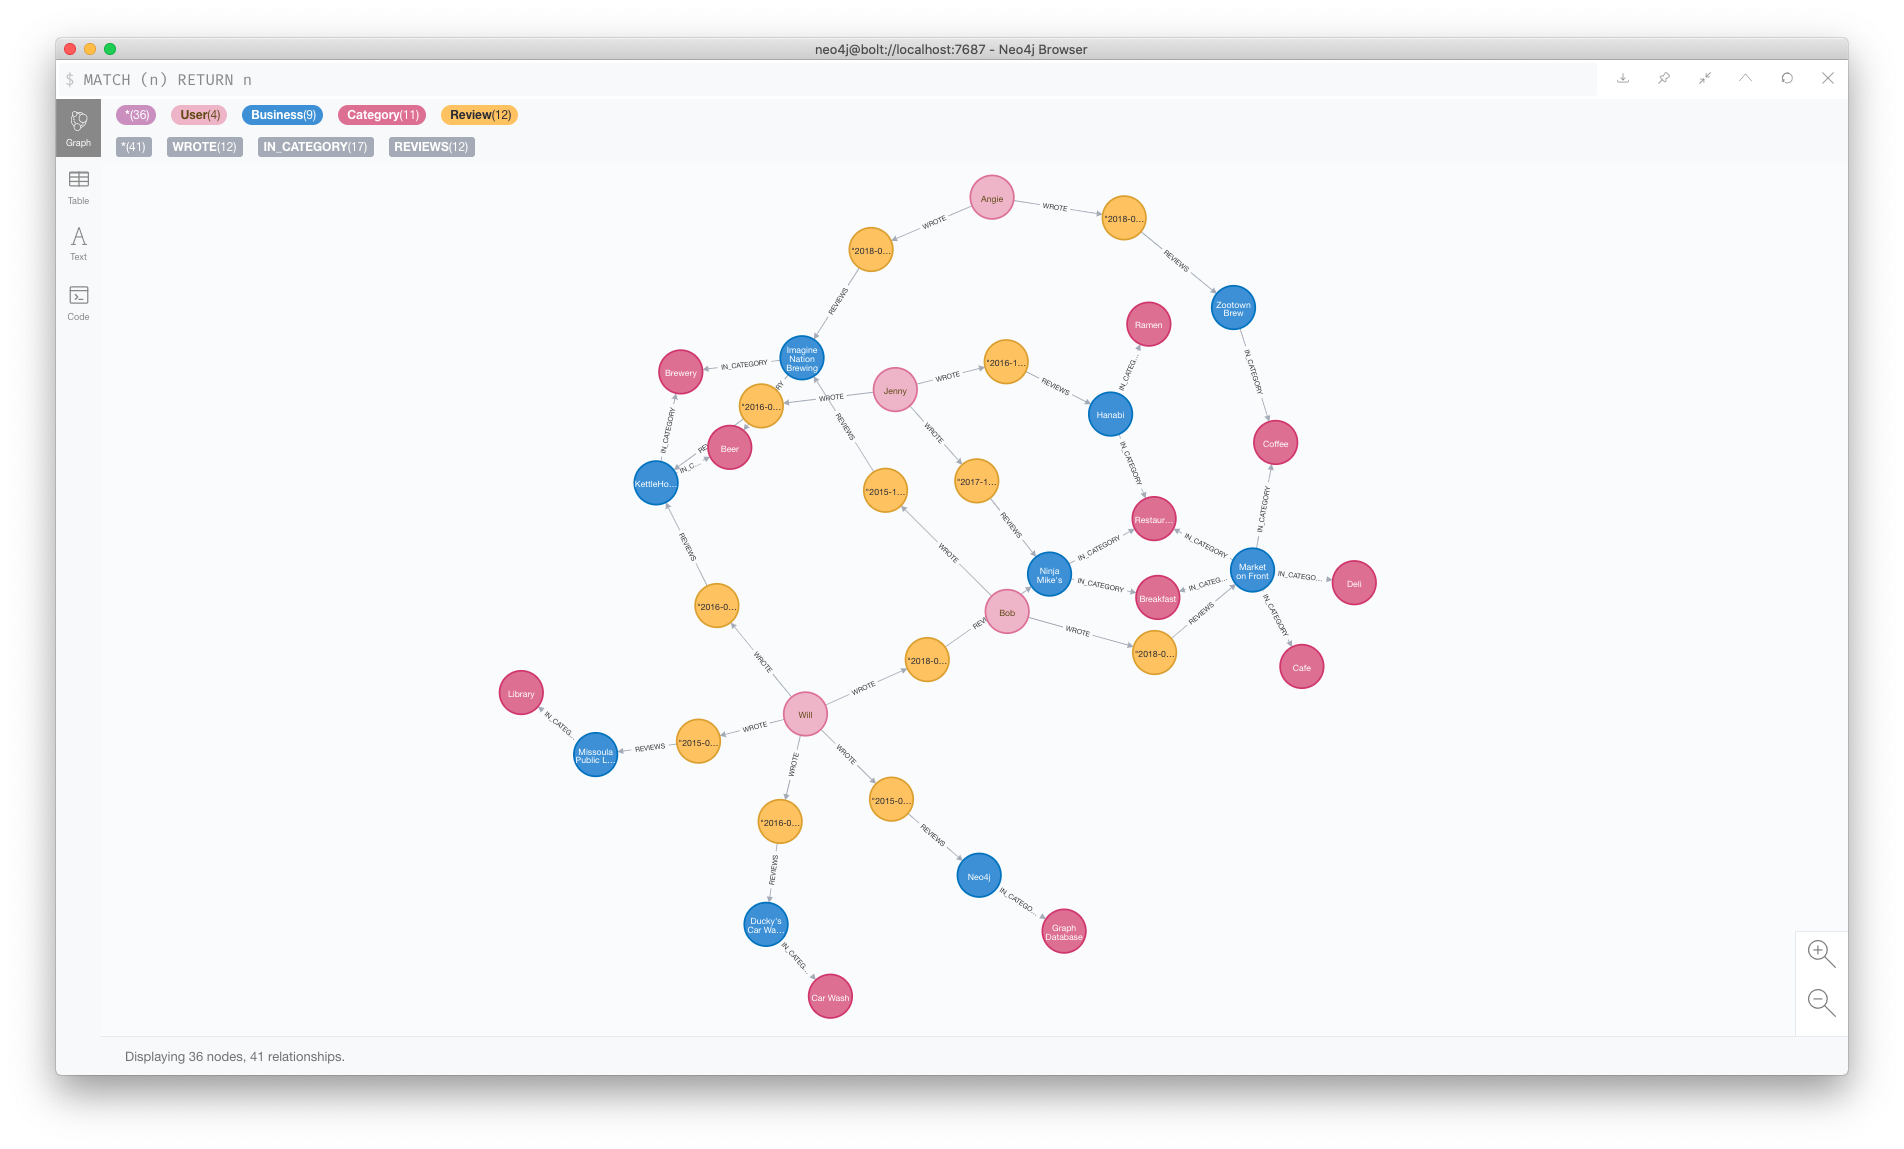 neo4j@bolt://localhost:7687 - Neo4j Browser
$ MATCH (n) RETURN n
*(36) User(4) Business(9) Category(11) Review(12)
*(41) WROTE(12) IN_CATEGORY(17) REVIEWS(12)
Graph
Table
Text
Code
Angie
WROTE
WROTE
"2018-0...
"2018-0...
REVIEWS
REVIEWS
Zootown
Brew
Ramen
Imagine
Nation
Brewing
IN_CATEGORY
Brewery
RY
"2016-1...
WROTE
Jenny
WROTE
"2016-0...
REVIEWS
IN_CATEG...
IN_CATEGORY
Hanabi
REVIEWS
WROTE
IN_CATEGORY
Beer
RE
IN_C...
KettleHo...
IN_CATEGORY
Coffee
"2015-1...
"2017-1...
REVIEWS
Restaur...
IN_CATEGORY
IN_CATEGORY
IN_CATEGORY
REVIEWS
WROTE
Ninja
Mike's
IN_CATEGORY
Breakfast
IN_CATEG...
Market
on Front
IN_CATEGO...
Deli
"2016-0...
Bob
REV
WROTE
REVIEWS
IN_CATEGORY
"2018-0...
"2018-0...
Cafe
WROTE
WROTE
Library
IN_CATEG...
Will
WROTE
"2015-0...
REVIEWS
Missoula
Public L...
WROTE
WROTE
"2015-0...
"2016-0...
REVIEWS
REVIEWS
Neo4j
IN_CATEGO...
Graph
Database
Ducky's
Car Wa...
IN_CATEG...
Car Wash
Displaying 36 nodes, 41 relationships.